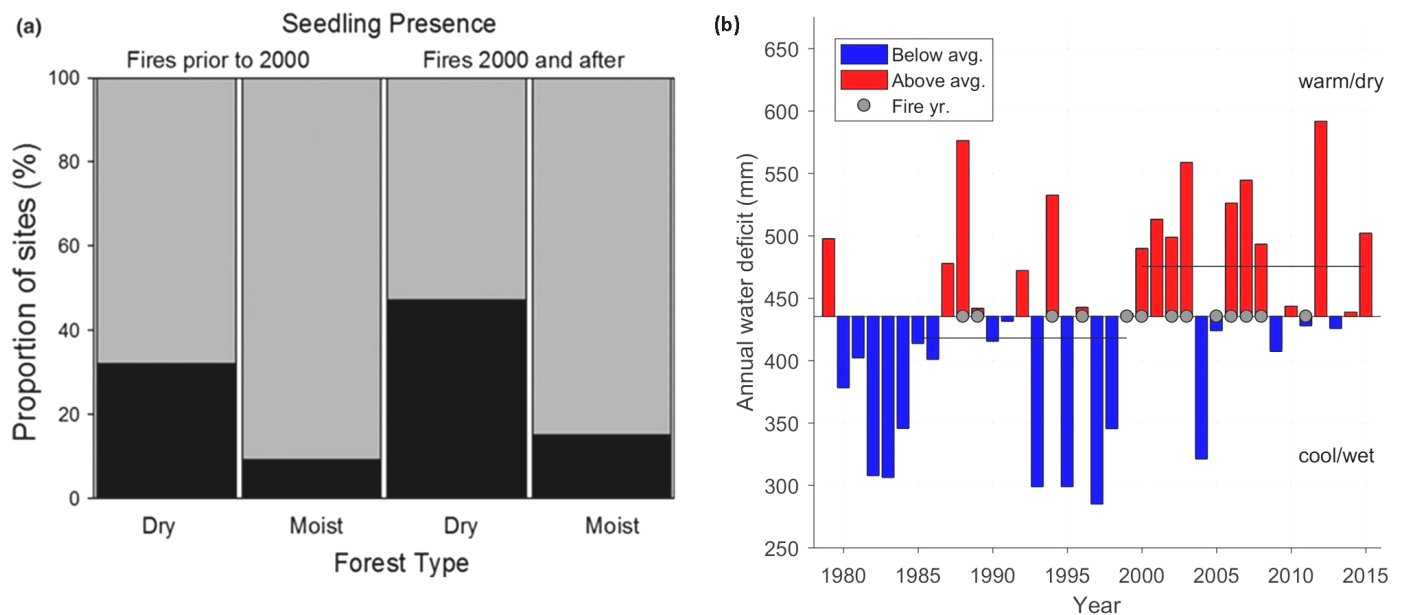 (a)
Seedling Presence
Fires prior to 2000
Fires 2000 and after
Proportion of sites (%)
100
80
60
40
20
0
Dry
Moist
Dry
Moist
Forest Type
(b)
Below avg.
Above avg.
Fire yr.
warm/dry
cool/wet
Annual water deficit (mm)
650
600
550
500
450
400
350
300
250
1980
1985
1990
1995
2000
2005
2010
2015
Year